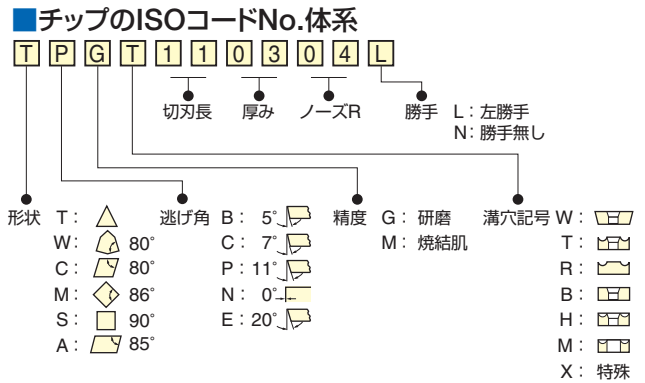 ■チップのISOコードNo.体系
T P G T 1 1 0 3 0 4 L
切刃長 厚み ノーズR 勝手 L：左勝手
N：勝手無し
形状 T： 逃げ角 B： 5° 精度 G：研磨 溝穴記号 W：
W： 80° C： 7° M：焼結肌 T：
C： 80° P：11° R：
M： 86° N： 0° B：
S： 90° E：20° H：
A： 85° M：
X：特殊